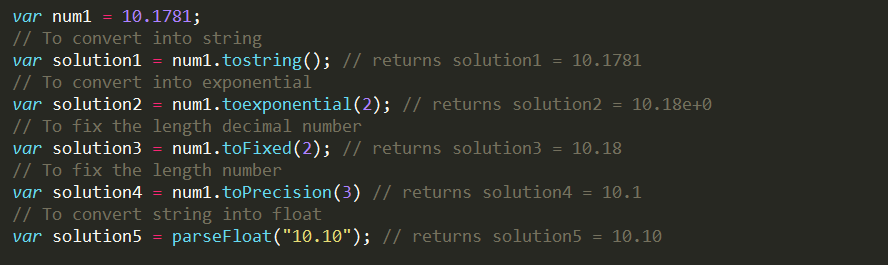 var num1 = 10.1781;
// To convert into string
var solution1 = num1.tostring(); // returns solution1 = 10.1781
// To convert into exponential
var solution2 = num1.toexponential(2); // returns solution2 = 10.18e+0
// To fix the length decimal number
var solution3 = num1.toFixed(2); // returns solution3 = 10.18
// To fix the length number
var solution4 = num1.toPrecision(3) // returns solution4 = 10.1
// To convert string into float
var solution5 = parseFloat("10.10"); // returns solution5 = 10.10